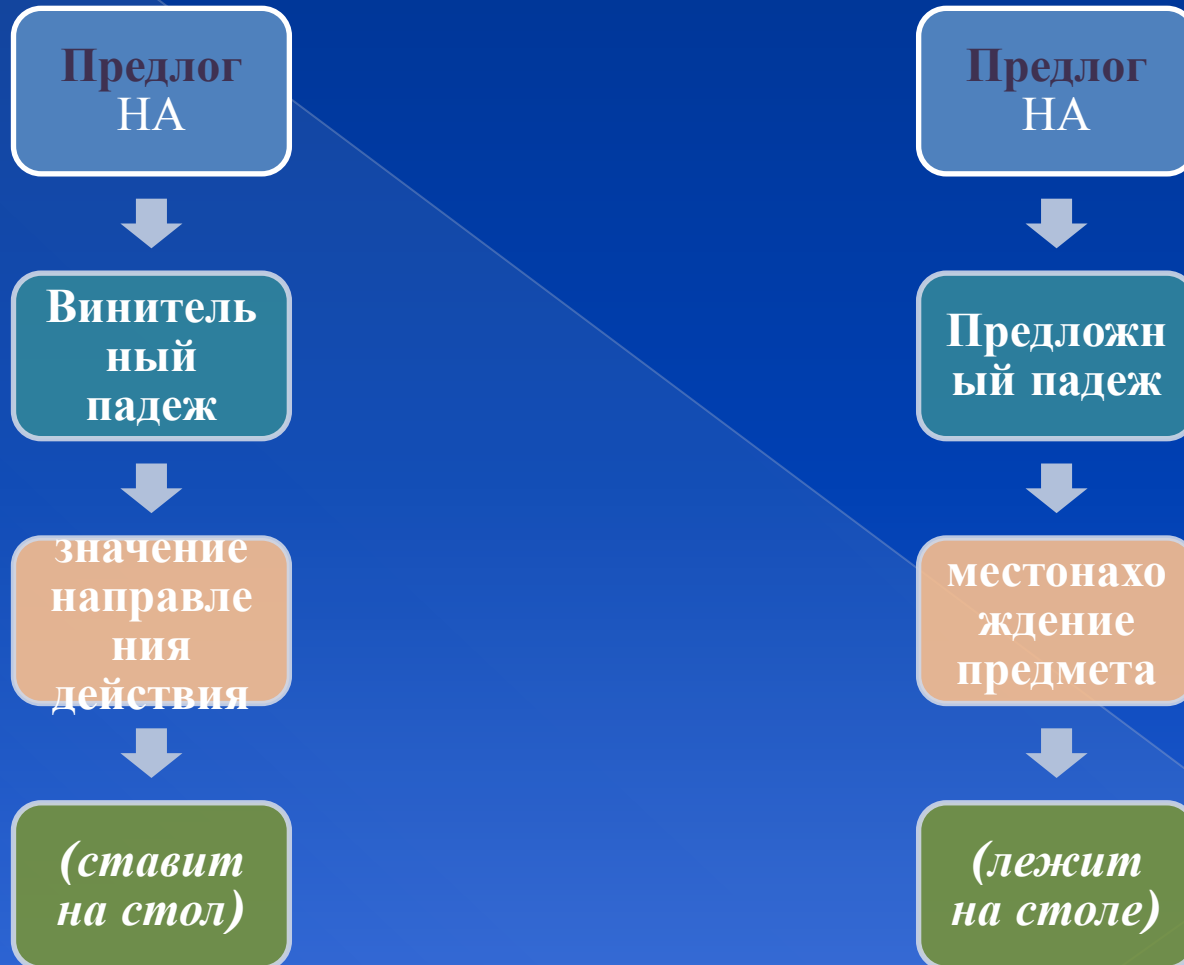 Предлог
НА
Винитель
ный
падеж
значение
направле
ния
действия
(ставит
на стол)
Предлог
НА
Предложн
ый падеж
местонахо
ждение
предмета
(лежит
на столе)